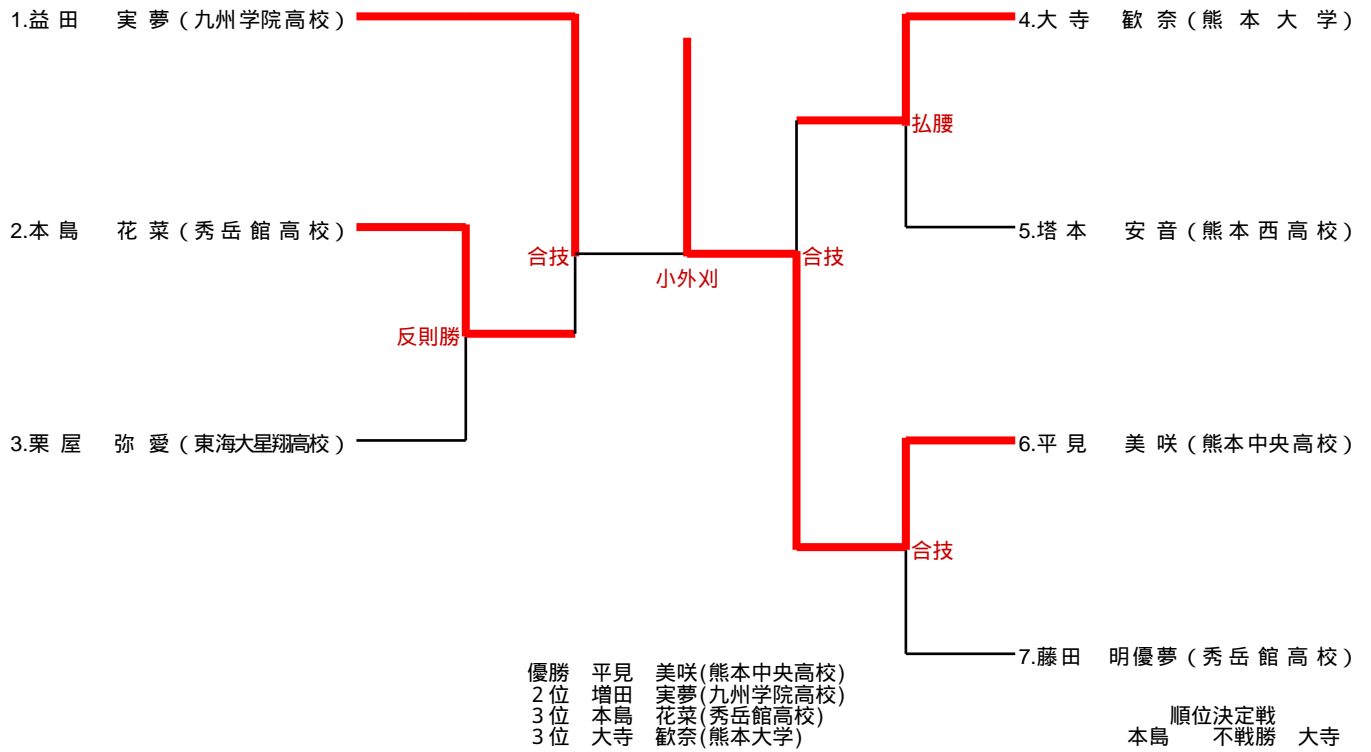 1.益田 実夢(九州学院高校)
4.大寺 歓奈(熊本大学)
払腰
2.本島 花菜(秀岳館高校)
5.塔本 安音(熊本西高校)
合技
合技
小外刈
反則勝
3.栗屋 弥愛(東海大星翔高校)
6.平見 美咲(熊本中央高校)
合技
7.藤田 明優夢(秀岳館高校)
優勝 平見 美咲(熊本中央高校)
2位 増田 実夢(九州学院高校)
3位 本島 花菜(秀岳館高校)
3位 大寺 歓奈(熊本大学)
順位決定戦
本島 不戦勝 大寺